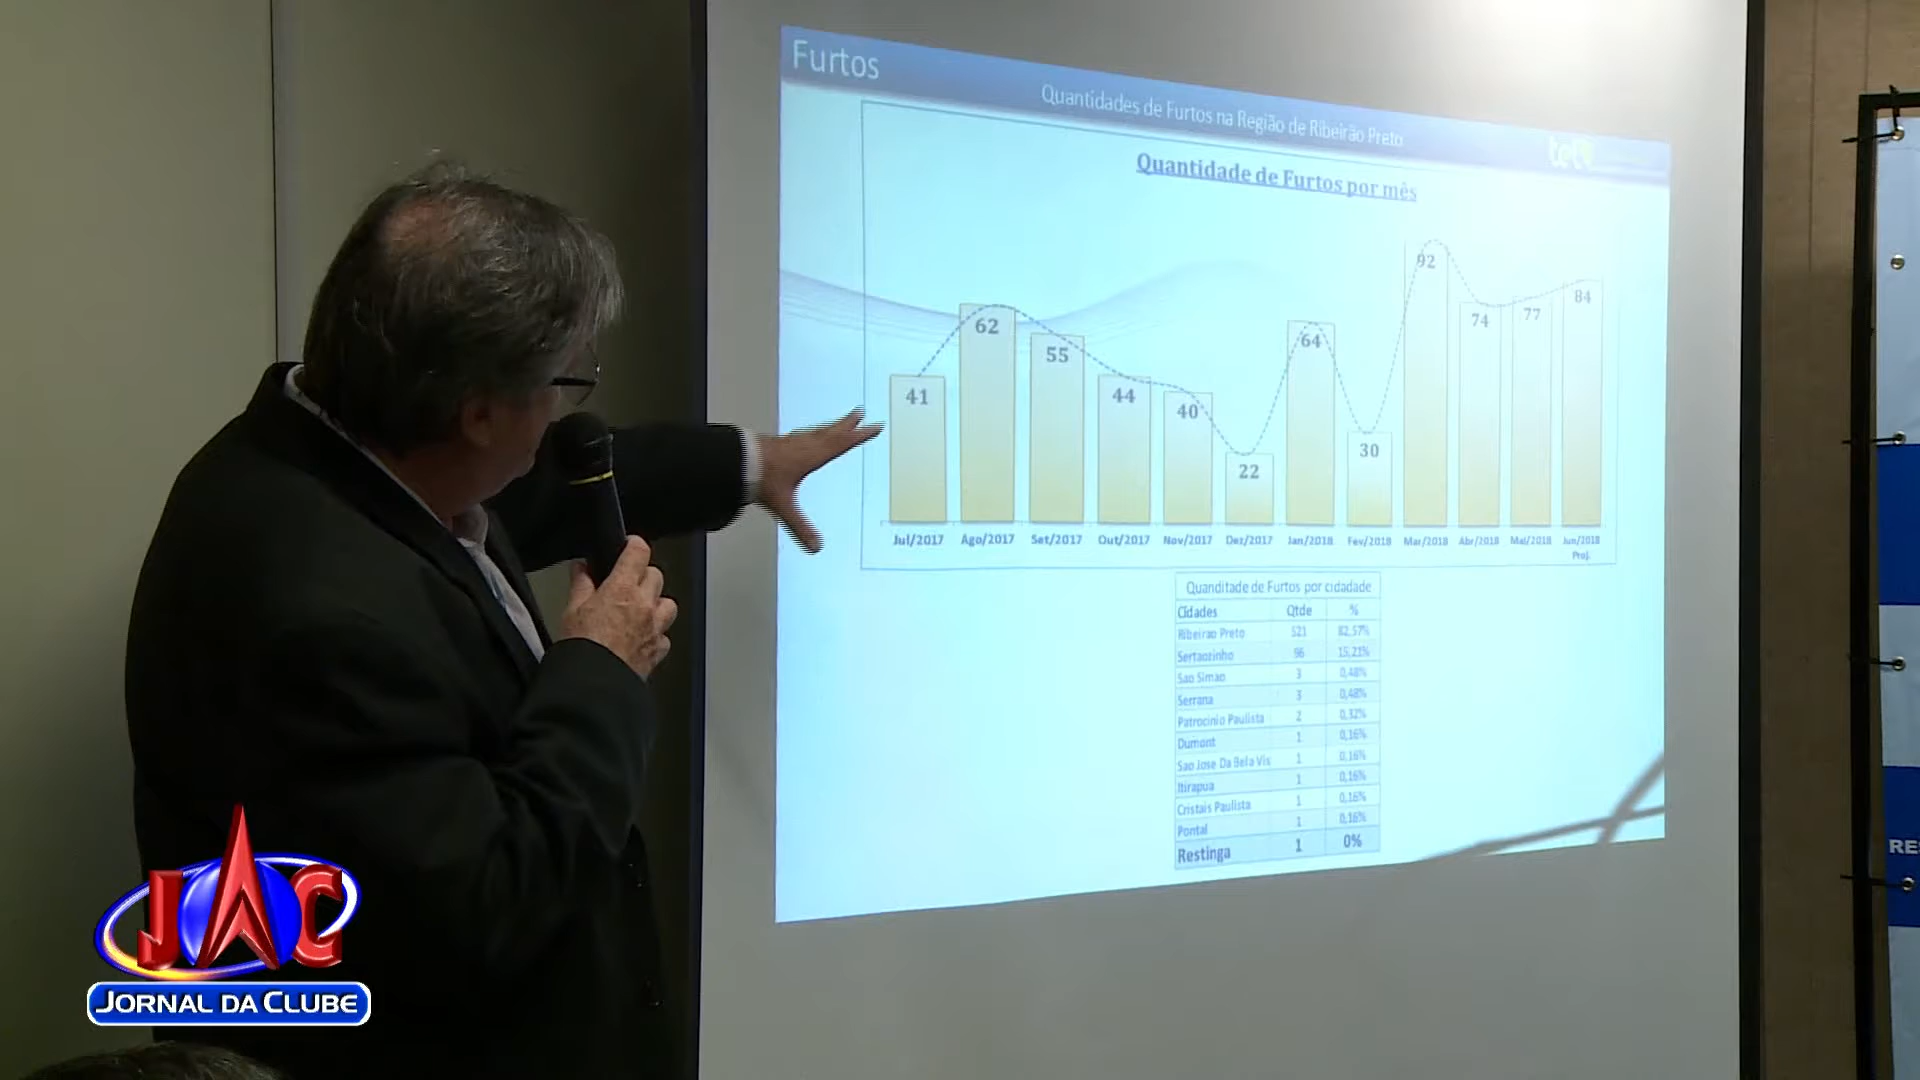 Furtos
Quantidades de Furtos na Região de Ribeirão Preto
Quantidade de Furtos por mês
41 62 55 44 40 22 64 30 92 74 77 84
Jul/2017 Ago/2017 Set/2017 Out/2017 Nov/2017 Dez/2017 Jan/2018 Fev/2018 Mar/2018 Abr/2018 Mai/2018 Jun/2018
Proj.
Quanditade de Furtos por cidadade
Cidades Qtde %
Ribeirao Preto 521 82,57%
Sertaozinho 96 15,21%
Sao Simao 3 0,48%
Serrana 3 0,48%
Patrocinio Paulista 2 0,32%
Dumont 1 0,16%
Sao Jose Da Bela Vis 1 0,16%
Itirapua 1 0,16%
Cristais Paulista 1 0,16%
Pontal 1 0,16%
Restinga 1 0%
RE
JAC
JORNAL DA CLUBE